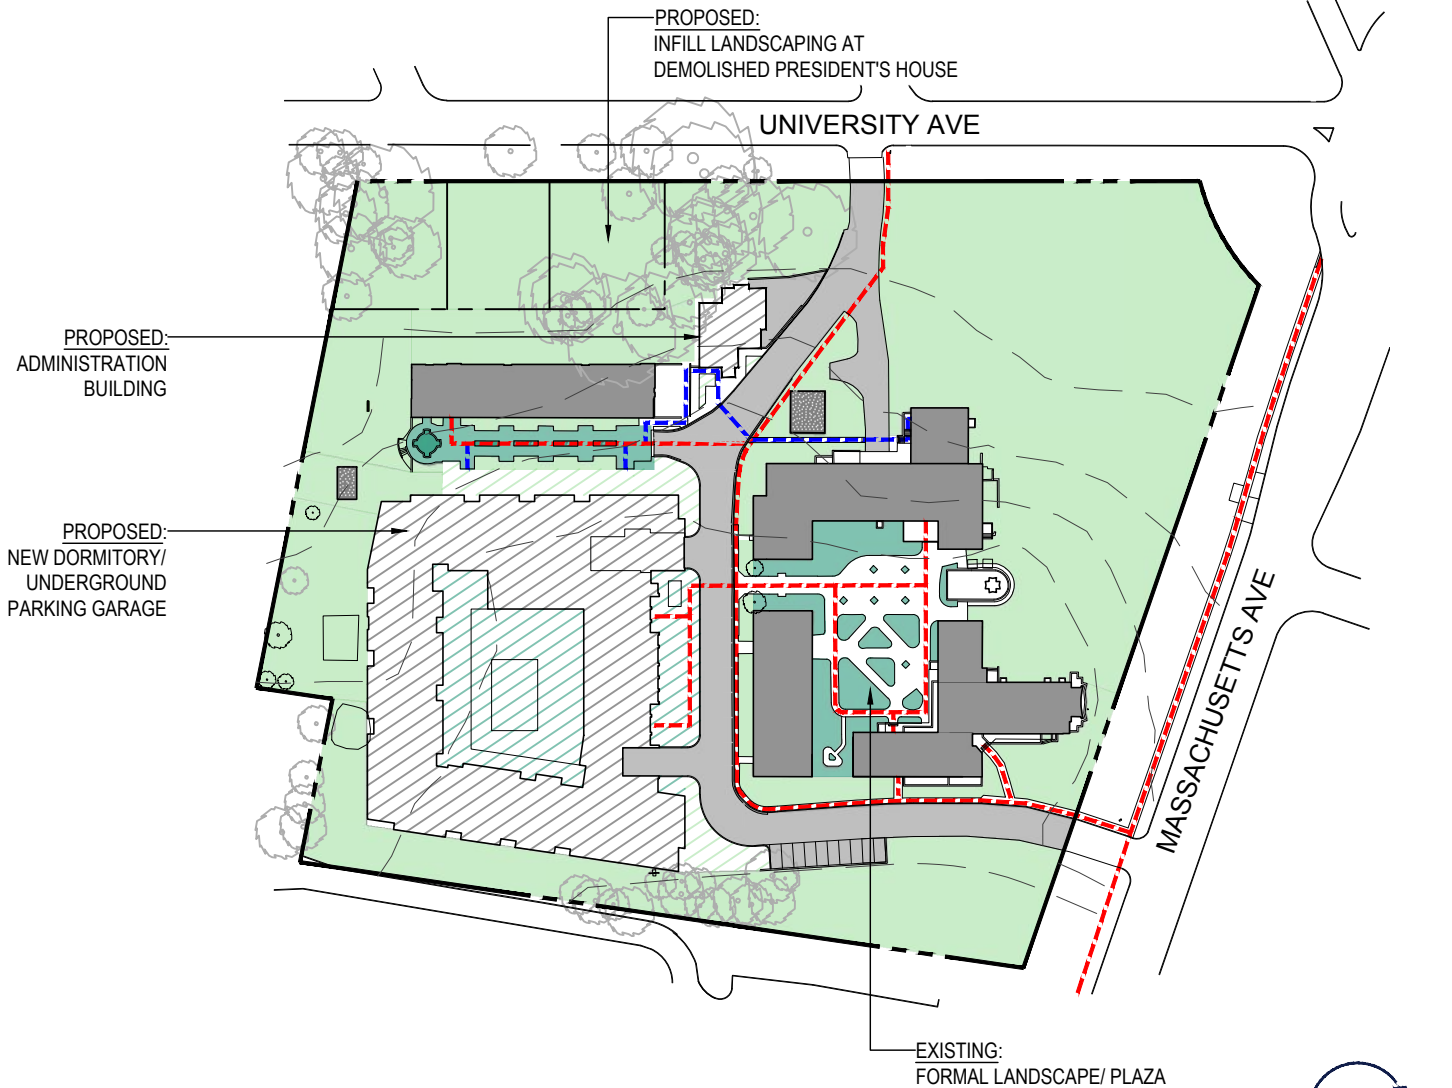 PROPOSED:
INFILL LANDSCAPING AT
DEMOLISHED PRESIDENT'S HOUSE
UNIVERSITY AVE
PROPOSED:
ADMINISTRATION
BUILDING
PROPOSED:
NEW DORMITORY/
UNDERGROUND
PARKING GARAGE
MASSACHUSETTS AVE
EXISTING:
FORMAL LANDSCAPE/ PLAZA